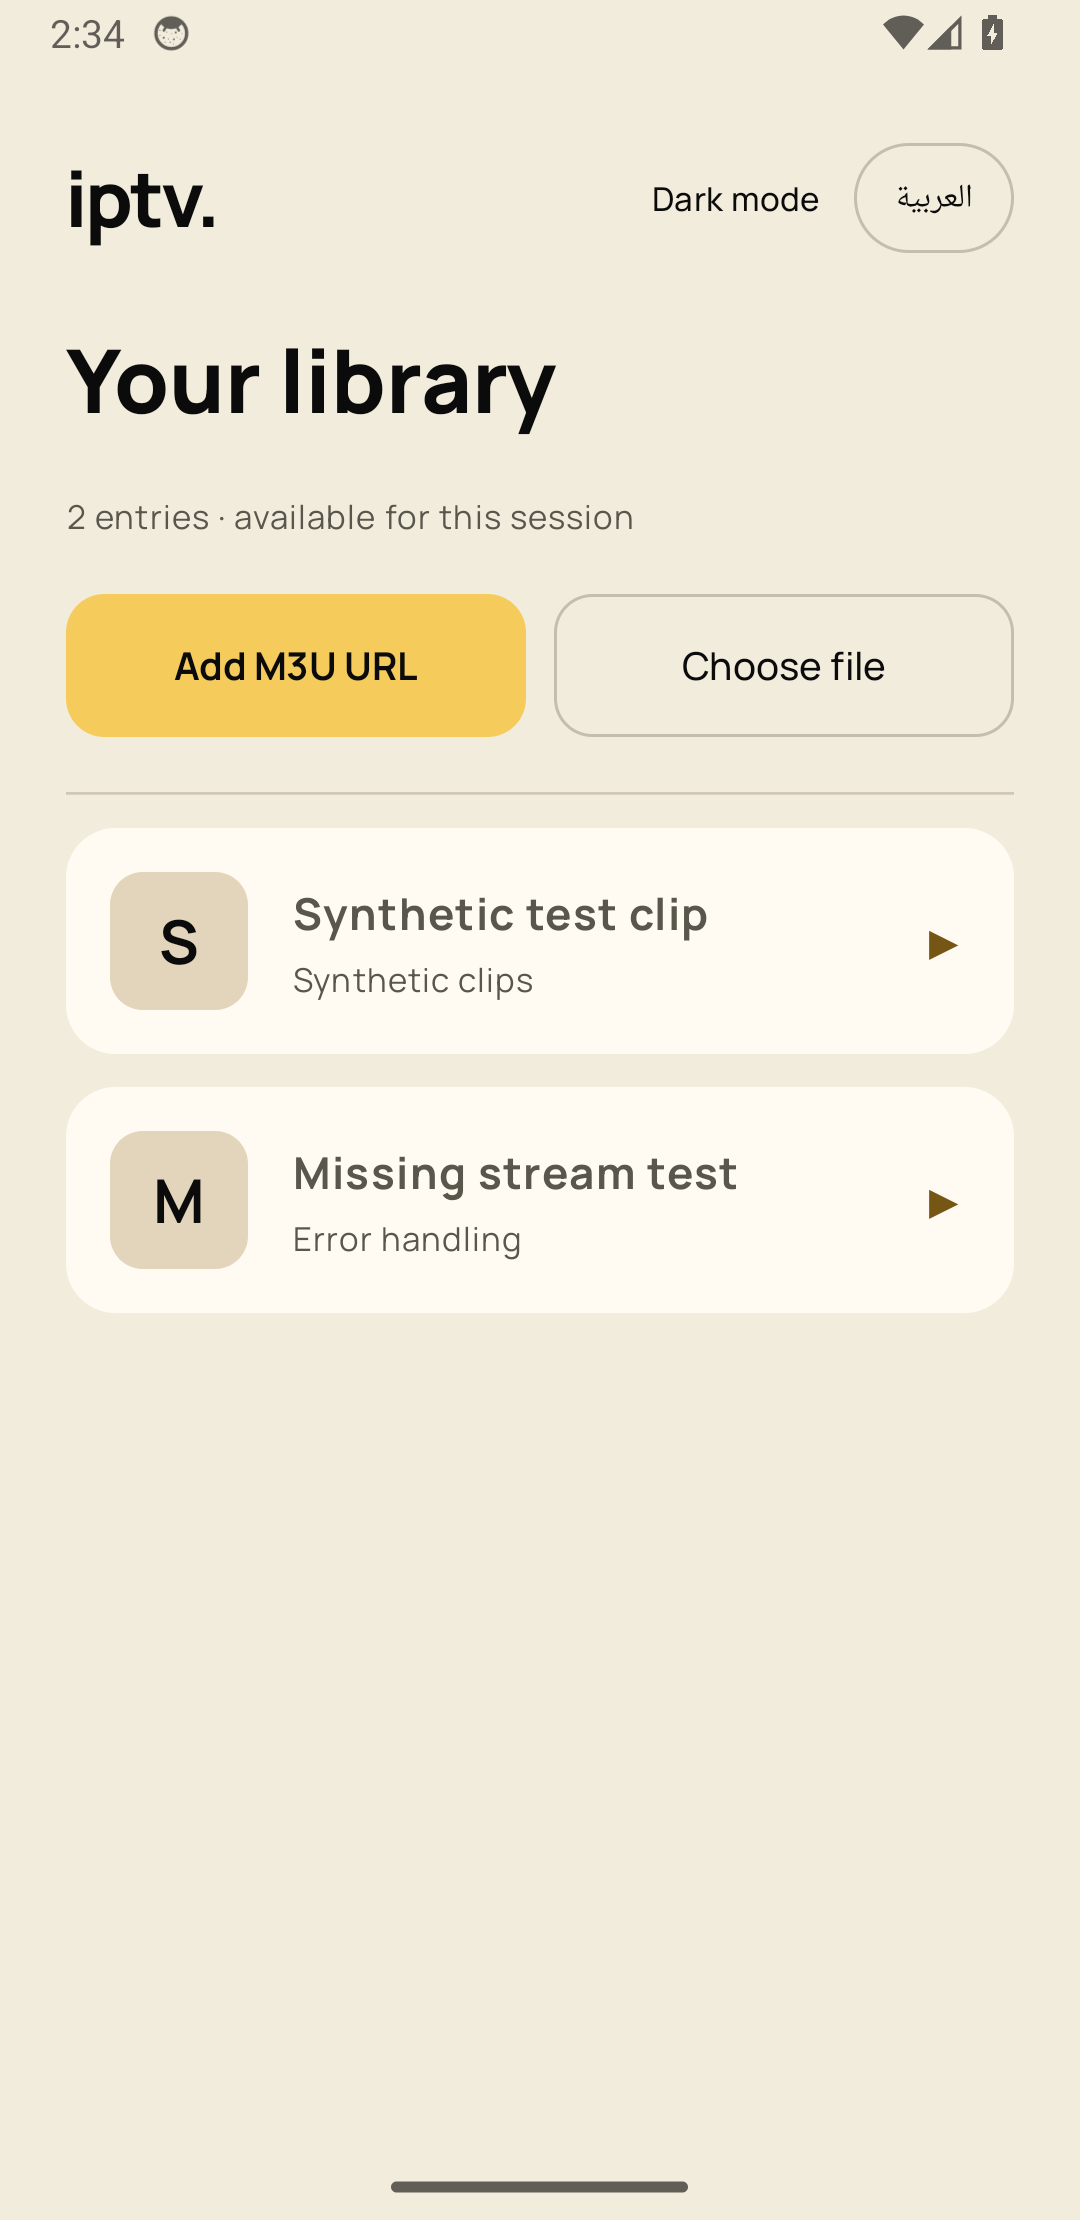 2:34
iptv.
Dark mode
العربية
Your library
2 entries · available for this session
Add M3U URL
Choose file
S
Synthetic test clip
Synthetic clips
M
Missing stream test
Error handling